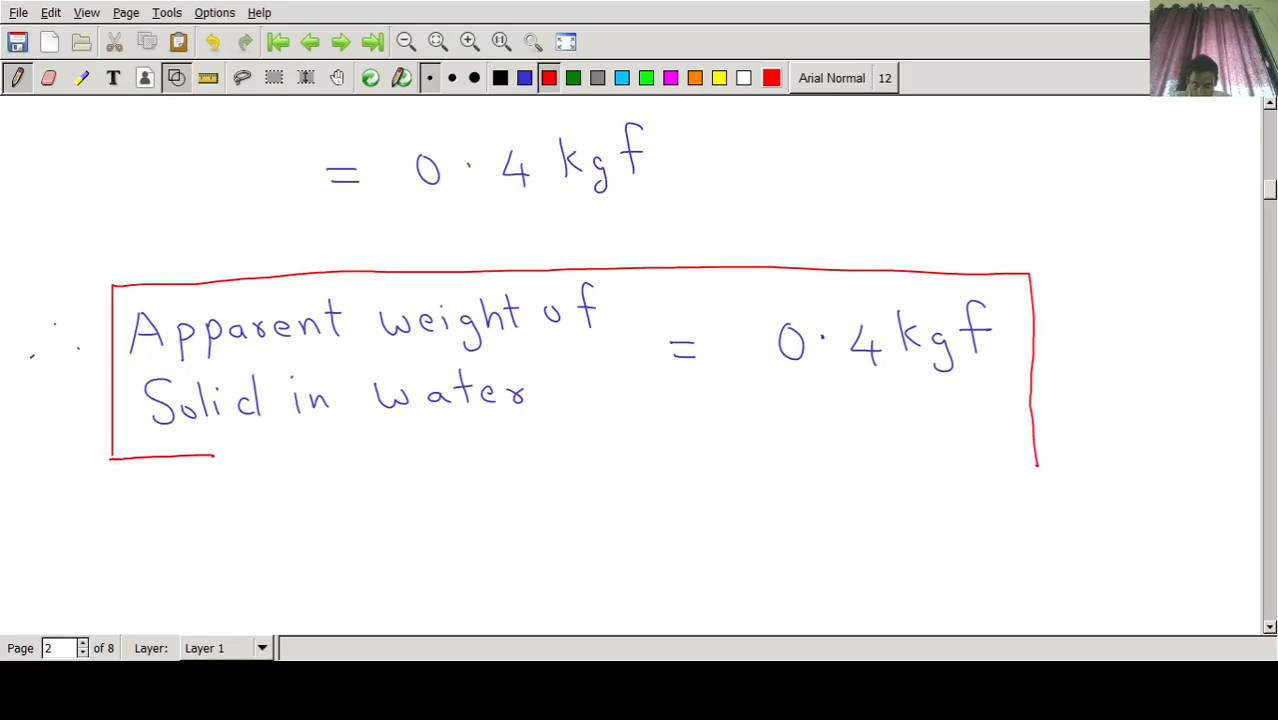 File Edit View Page Tools Options Help
Arial Normal 12
= 0.4 kgf
∴ Apparent weight of
Solid in water = 0.4 kgf
Page 2 of 8 Layer: Layer 1